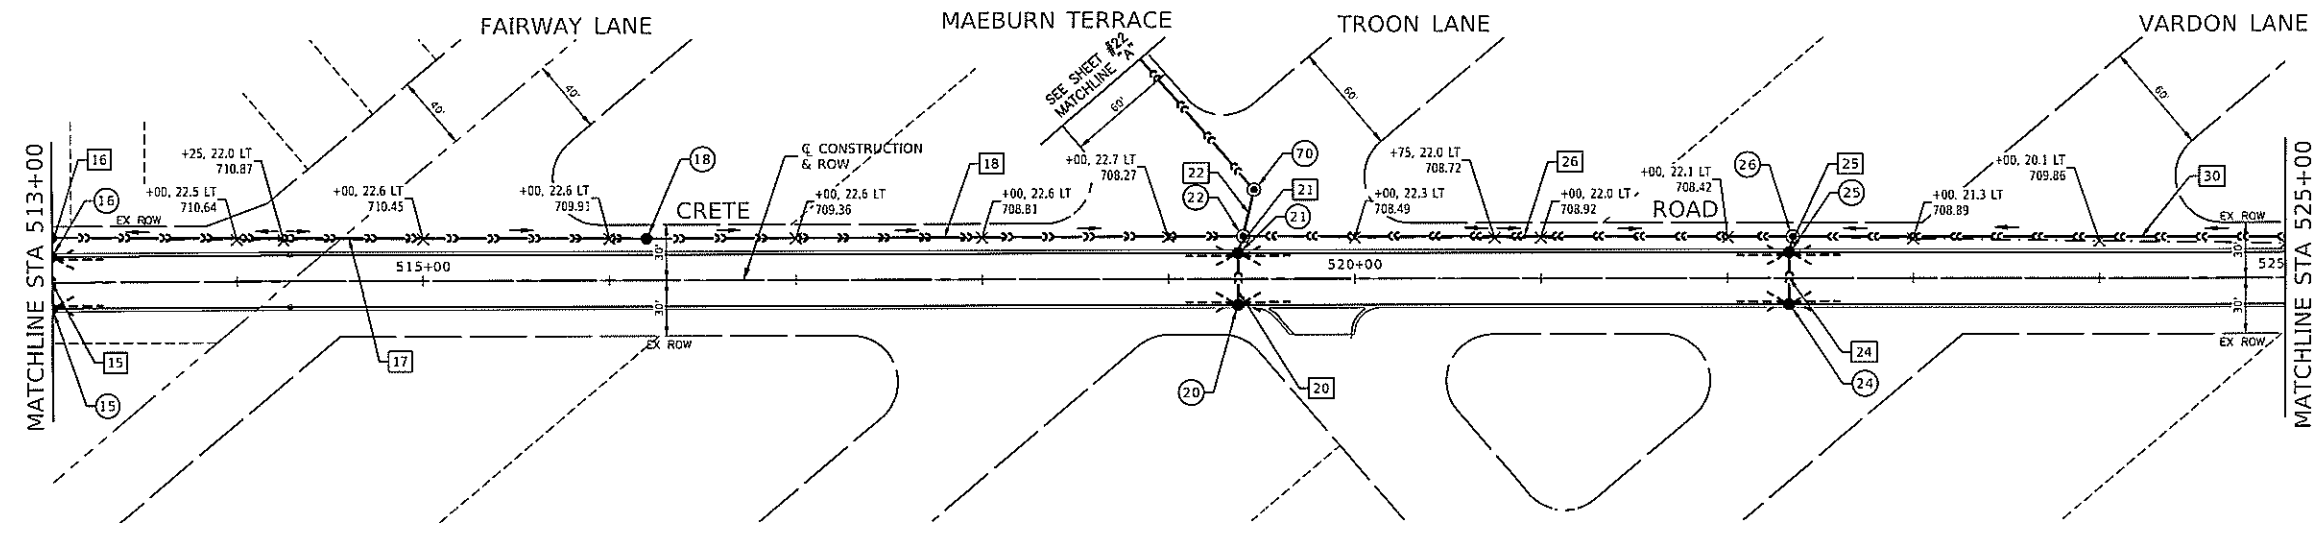 FAIRWAY LANE
MAEBURN TERRACE
TROON LANE
VARDON LANE
SEE SHEET #22
MATCHLINE "A"
40'
40'
60'
60'
60'
MATCHLINE STA 513+00
MATCHLINE STA 525+00
16
16
+25, 22.0 LT
710.87
+00, 22.5 LT
710.64
+00, 22.6 LT
710.45
+00, 22.6 LT
709.91
18
℄ CONSTRUCTION
& ROW
18
+00, 22.6 LT
709.36
+00, 22.6 LT
708.81
+00, 22.7 LT
708.27
22
22
70
21
21
+00, 22.3 LT
708.49
+75, 22.0 LT
708.72
26
+00, 22.0 LT
708.92
+00, 22.1 LT
708.42
26
25
25
+00, 21.3 LT
708.89
+00, 20.1 LT
709.86
30
EX ROW
CRETE
ROAD
EX ROW
515+00
520+00
525
30'
30'
30'
30'
EX ROW
EX ROW
15
15
17
20
20
24
24